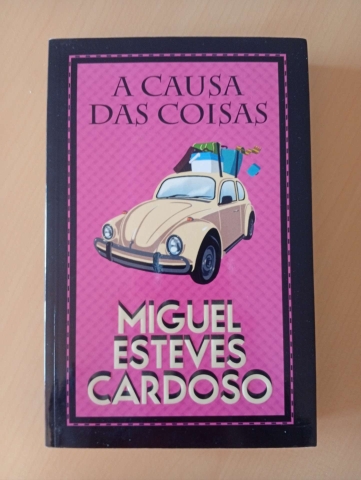 A CAUSA
DAS COISAS
MIGUEL
ESTEVES
CARDOSO